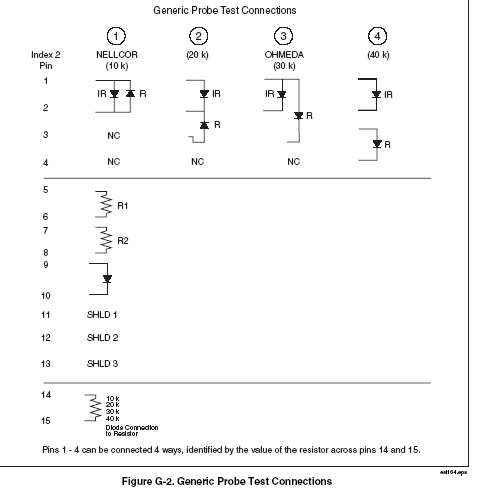 Generic Probe Test Connections
1 2 3 4
Index 2 NELLCOR (20 k) OHMEDA (40 k)
Pin (10 k) (30 k)
1
IR R IR IR IR
2
R
R
3 NC
R
4 NC NC NC
5
R1
6
7
R2
8
9
10
11 SHLD 1
12 SHLD 2
13 SHLD 3
14
10 k
20 k
30 k
40 k
15
Diode Connection
to Resistor
Pins 1 - 4 can be connected 4 ways, identified by the value of the resistor across pins 14 and 15.
Figure G-2. Generic Probe Test Connections